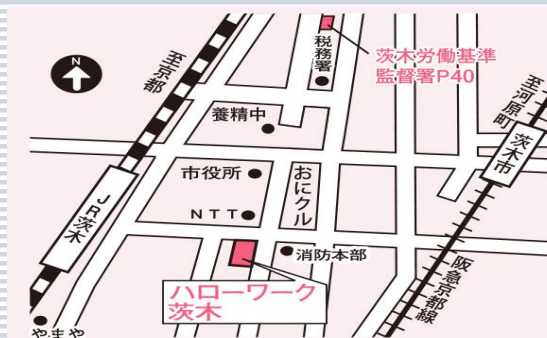 N
至京都
税務署
茨木労働基準
監督署P40
養精中
至河原町
茨木市
市役所
おにクル
NTT
JR茨木
消防本部
阪急京都線
ハローワーク
茨木
やまや